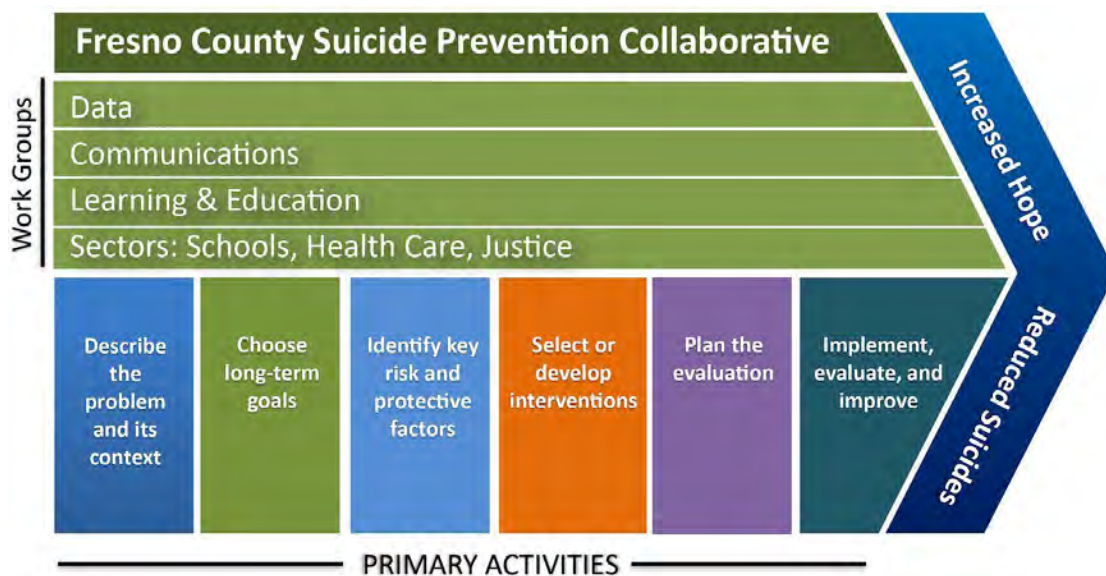 Fresno County Suicide Prevention Collaborative
Work Groups
Data
Communications
Learning & Education
Sectors: Schools, Health Care, Justice
Increased Hope
Reduced Suicides
Describe
the
problem
and its
context
Choose
long-term
goals
Identify key
risk and
protective
factors
Select or
develop
interventions
Plan the
evaluation
Implement,
evaluate, and
improve
PRIMARY ACTIVITIES